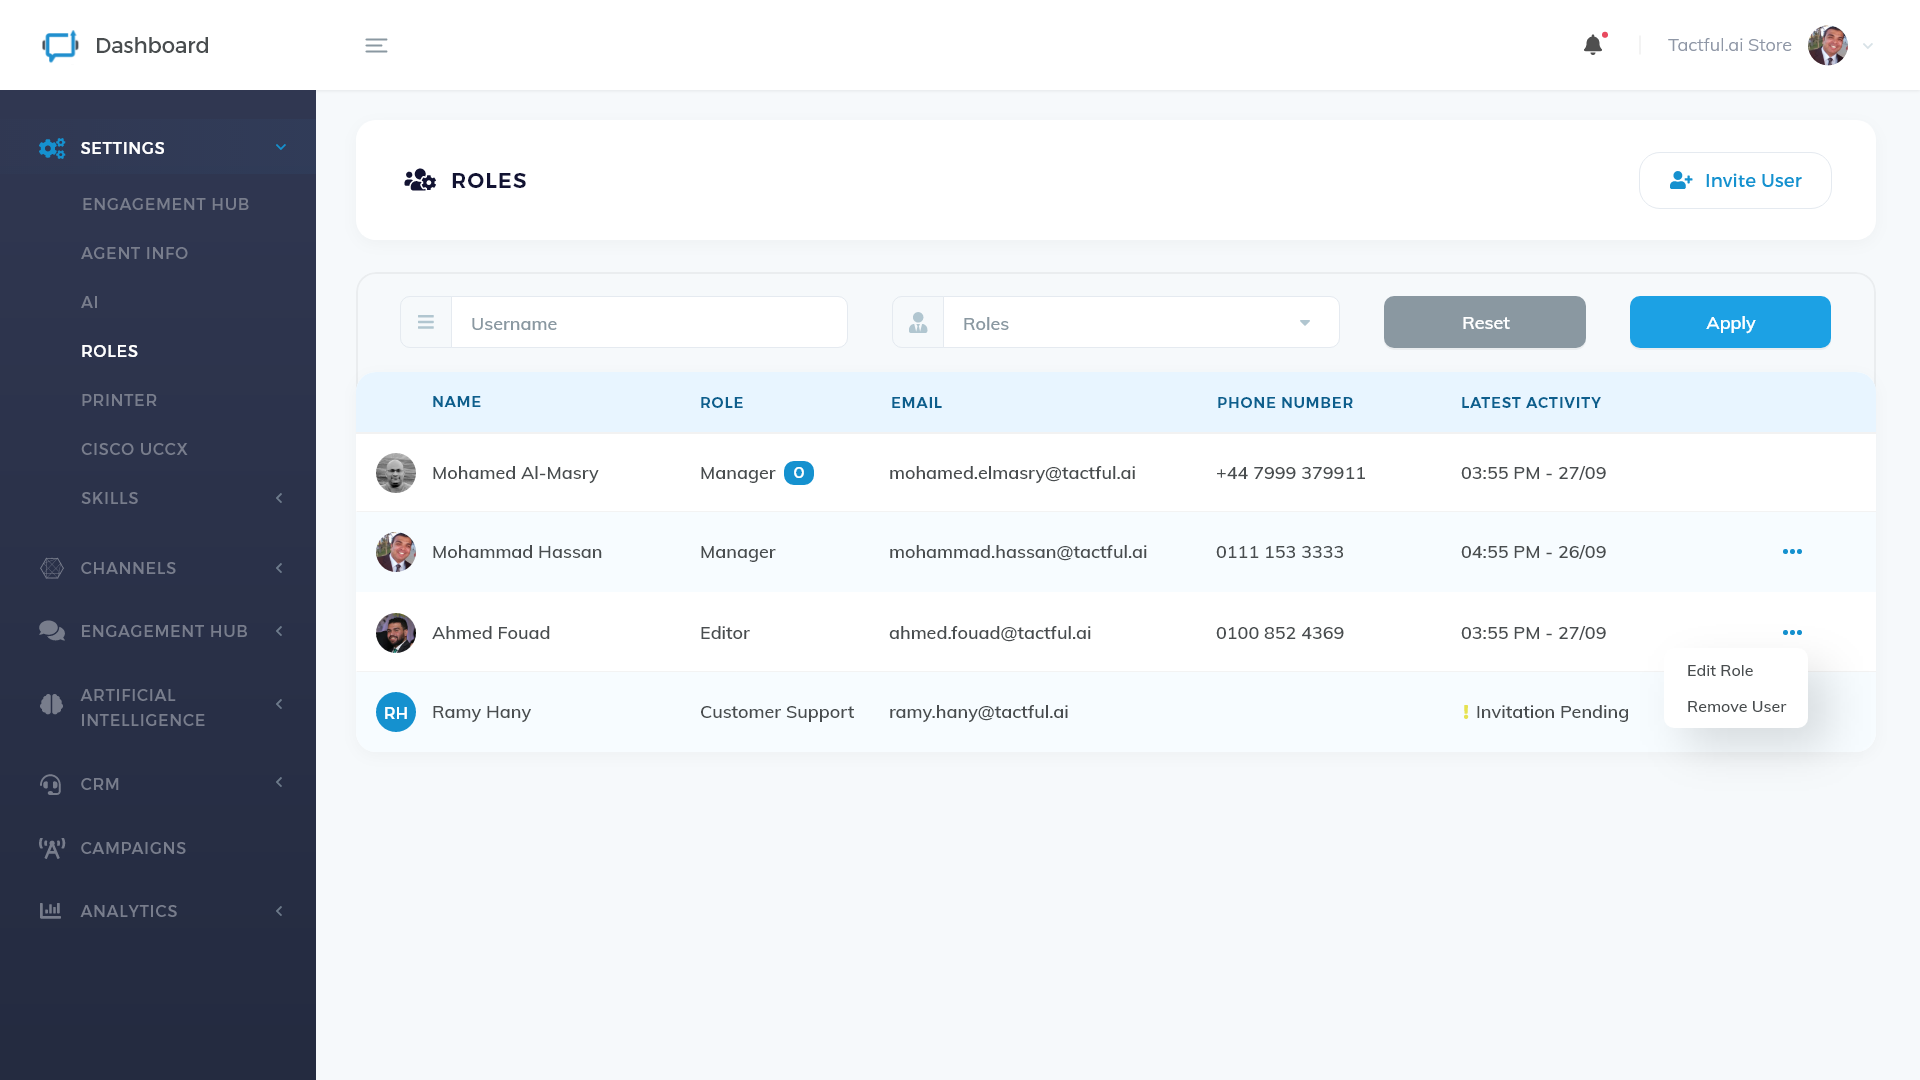 Dashboard
Tactful.ai Store
SETTINGS
ENGAGEMENT HUB
AGENT INFO
AI
ROLES
PRINTER
CISCO UCCX
SKILLS
CHANNELS
ENGAGEMENT HUB
ARTIFICIAL
INTELLIGENCE
CRM
CAMPAIGNS
ANALYTICS
ROLES
Invite User
Username
Roles
Reset
Apply
NAME ROLE EMAIL PHONE NUMBER LATEST ACTIVITY
Mohamed Al-Masry Manager O mohamed.elmasry@tactful.ai +44 7999 379911 03:55 PM - 27/09
Mohammad Hassan Manager mohammad.hassan@tactful.ai 0111 153 3333 04:55 PM - 26/09
Ahmed Fouad Editor ahmed.fouad@tactful.ai 0100 852 4369 03:55 PM - 27/09
RH Ramy Hany Customer Support ramy.hany@tactful.ai ! Invitation Pending
Edit Role
Remove User